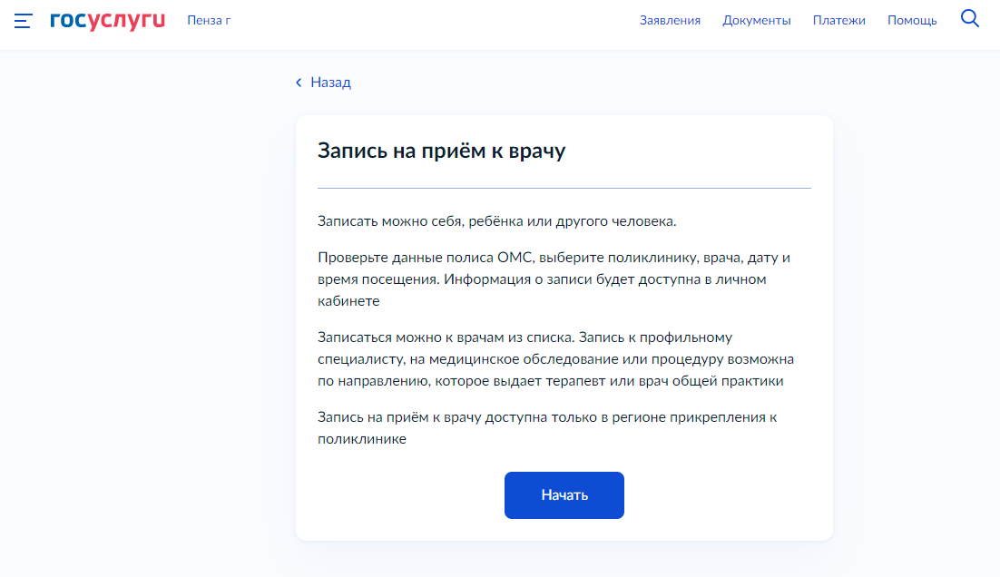 госуслуги Пенза г Заявления Документы Платежи Помощь
Назад
Запись на приём к врачу
Записать можно себя, ребёнка или другого человека.
Проверьте данные полиса ОМС, выберите поликлинику, врача, дату и
время посещения. Информация о записи будет доступна в личном
кабинете
Записаться можно к врачам из списка. Запись к профильному
специалисту, на медицинское обследование или процедуру возможна
по направлению, которое выдает терапевт или врач общей практики
Запись на приём к врачу доступна только в регионе прикрепления к
поликлинике
Начать